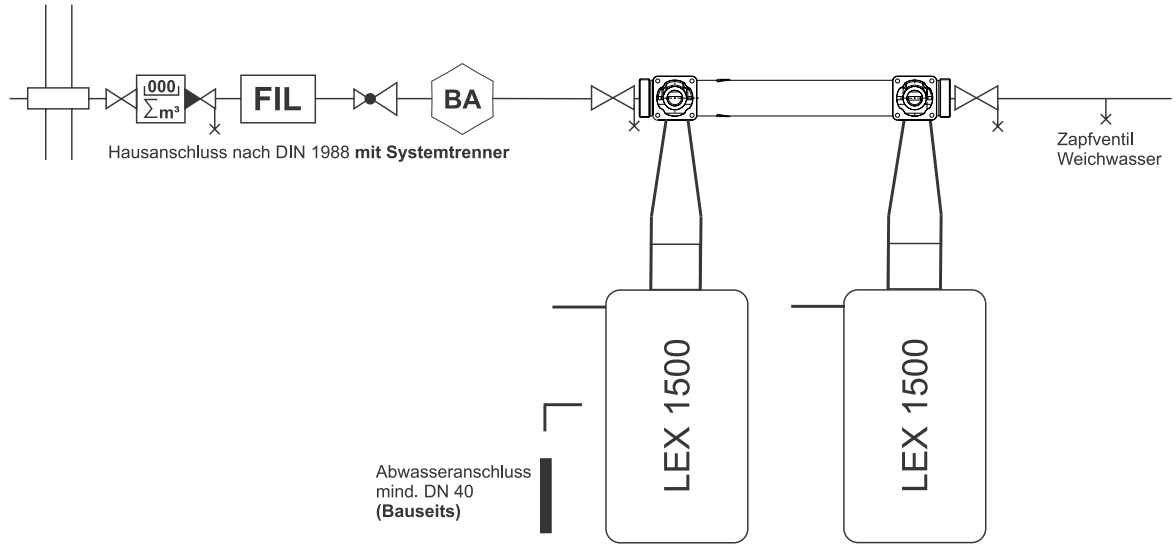 000
∑m³
FIL
BA
Hausanschluss nach DIN 1988 mit Systemtrenner
Zapfventil
Weichwasser
LEX 1500
LEX 1500
Abwasseranschluss
mind. DN 40
(Bauseits)